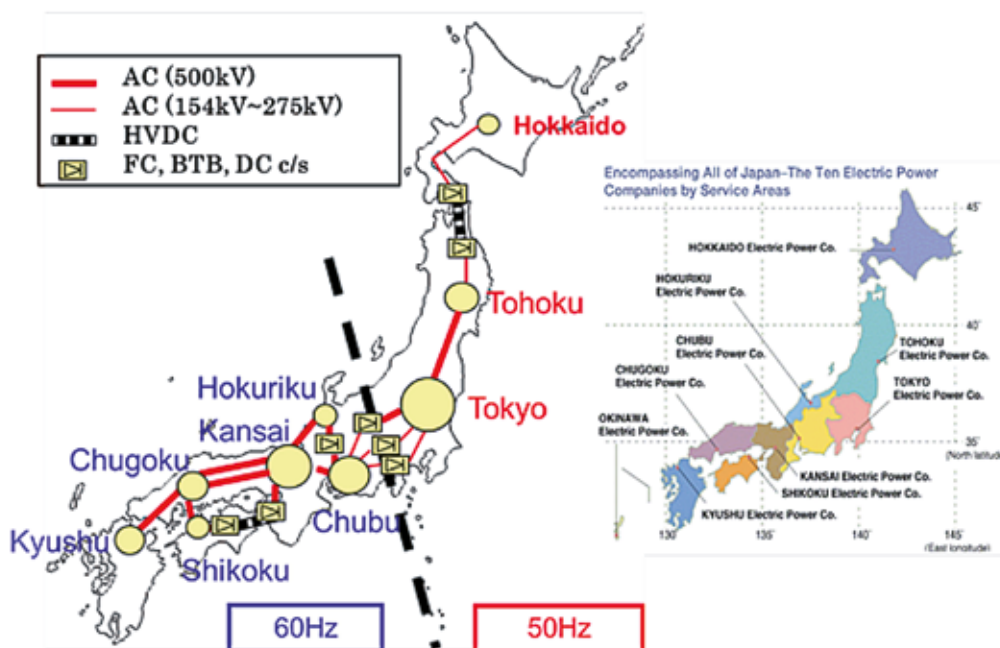 AC (500kV)
AC (154kV~275kV)
HVDC
FC, BTB, DC c/s
Hokkaido
Tohoku
Hokuriku
Kansai
Tokyo
Chugoku
Kyushu
Chubu
Shikoku
60Hz
50Hz
Encompassing All of Japan–The Ten Electric Power
Companies by Service Areas
45˚
HOKKAIDO Electric Power Co.
HOKURIKU
Electric Power Co.
40˚
CHUBU
Electric Power Co.
TOHOKU
Electric Power Co.
CHUGOKU
Electric Power Co.
TOKYO
Electric Power Co.
OKINAWA
Electric Power Co.
35˚
(North latitude)
KANSAI Electric Power Co.
SHIKOKU Electric Power Co.
KYUSHU Electric Power Co.
130˚
135˚
140˚
145˚
(East longitude)